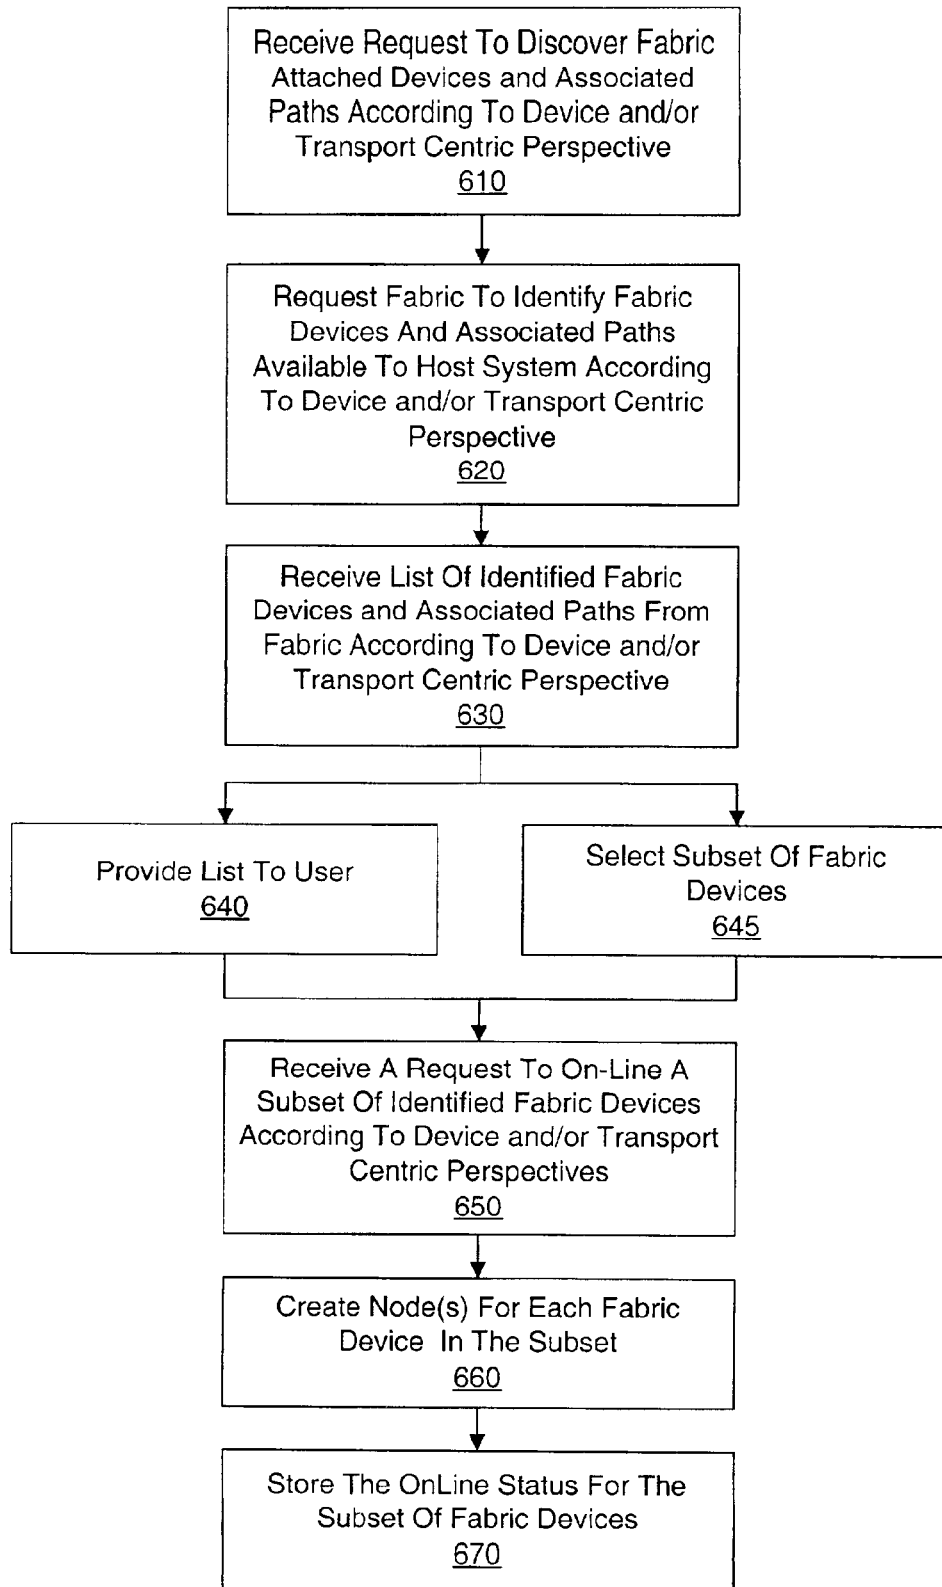 Receive Request To Discover Fabric
Attached Devices and Associated
Paths According To Device and/or
Transport Centric Perspective
610
Request Fabric To Identify Fabric
Devices And Associated Paths
Available To Host System According
To Device and/or Transport Centric
Perspective
620
Receive List Of Identified Fabric
Devices and Associated Paths From
Fabric According To Device and/or
Transport Centric Perspective
630
Provide List To User
640
Select Subset Of Fabric
Devices
645
Receive A Request To On-Line A
Subset Of Identified Fabric Devices
According To Device and/or Transport
Centric Perspectives
650
Create Node(s) For Each Fabric
Device In The Subset
660
Store The OnLine Status For The
Subset Of Fabric Devices
670